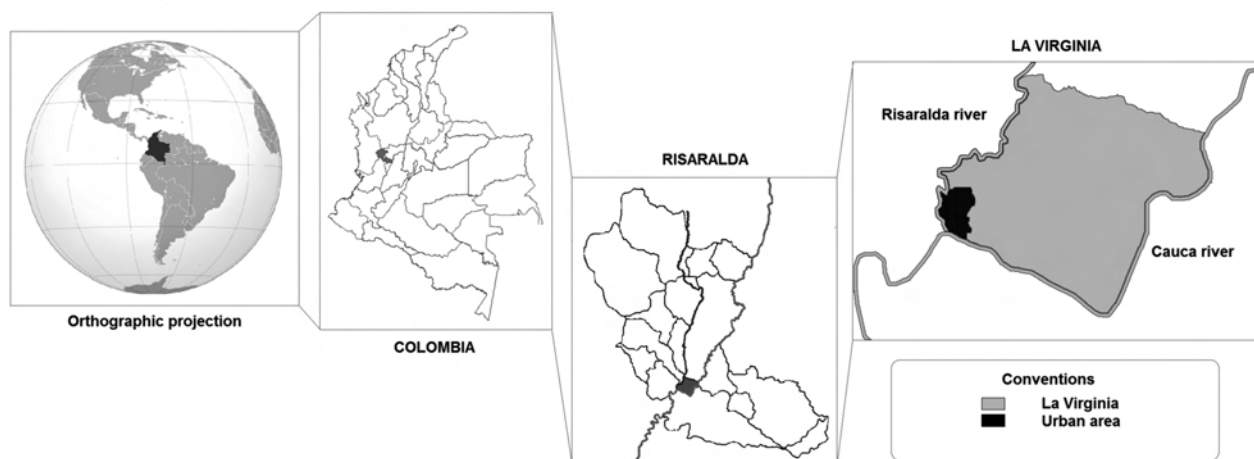 Orthographic projection
COLOMBIA
RISARALDA
LA VIRGINIA
Risaralda river
Cauca river
Conventions
La Virginia
Urban area